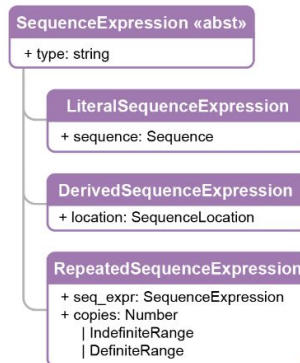 SequenceExpression «abst»
+ type: string
LiteralSequenceExpression
+ sequence: Sequence
DerivedSequenceExpression
+ location: SequenceLocation
RepeatedSequenceExpression
+ seq_expr: SequenceExpression
+ copies: Number
| IndefiniteRange
| DefiniteRange